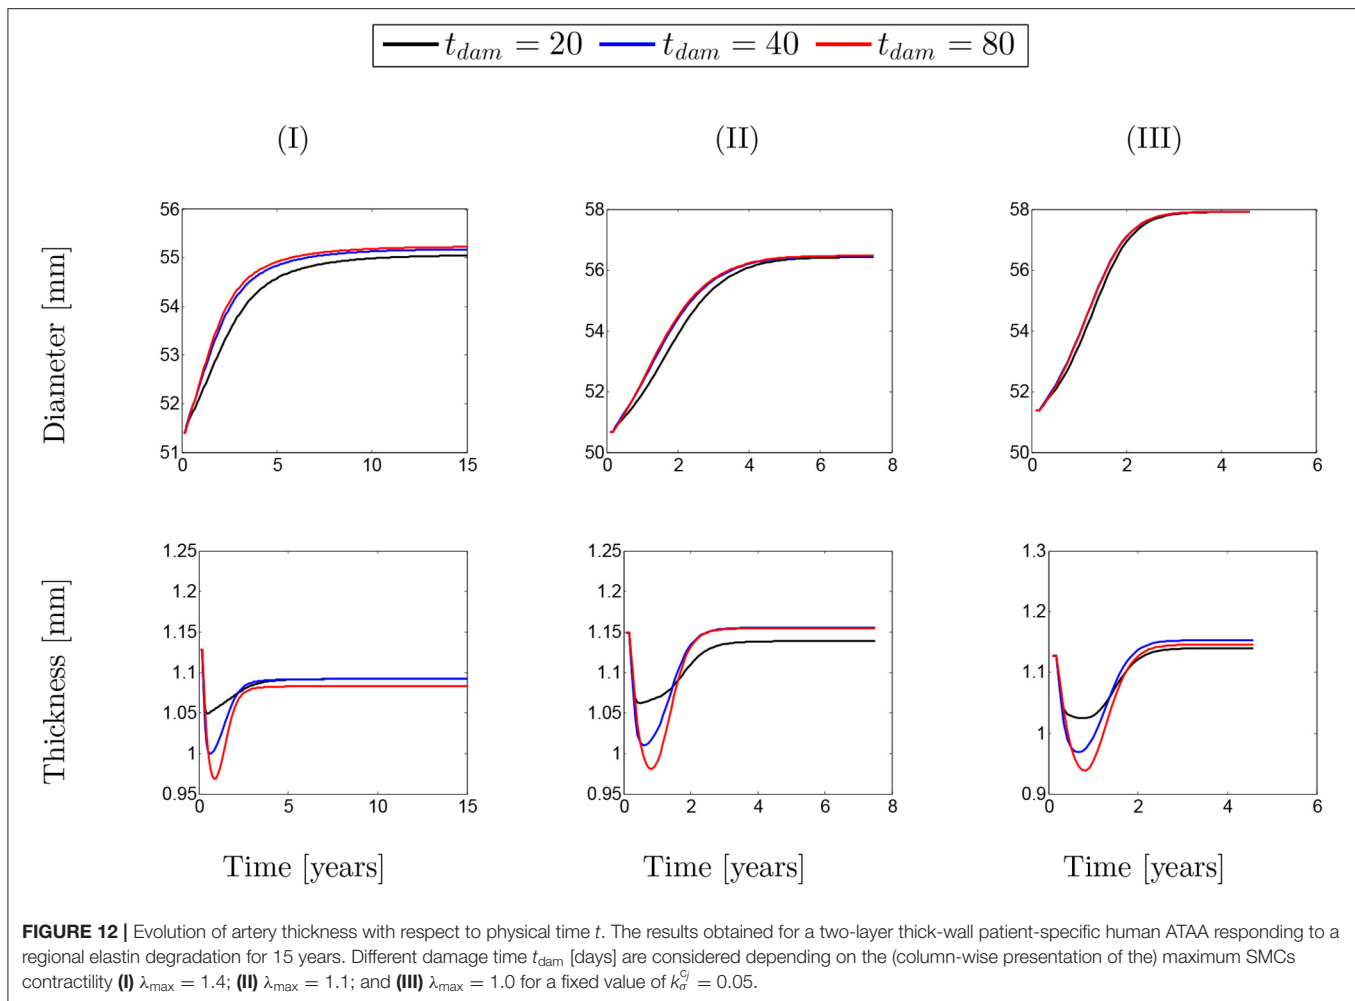 t_dam = 20 t_dam = 40 t_dam = 80
(I) (II) (III)
Diameter [mm]
56
55
54
53
52
51
0 5 10 15
58
56
54
52
50
0 2 4 6 8
58
56
54
52
50
0 2 4 6
Thickness [mm]
1.25
1.2
1.15
1.1
1.05
1
0.95
0 5 10 15
1.25
1.2
1.15
1.1
1.05
1
0.95
0 2 4 6 8
1.3
1.2
1.1
1
0.9
0 2 4 6
Time [years] Time [years] Time [years]
FIGURE 12 | Evolution of artery thickness with respect to physical time t. The results obtained for a two-layer thick-wall patient-specific human ATAA responding to a
regional elastin degradation for 15 years. Different damage time t_dam [days] are considered depending on the (column-wise presentation of the) maximum SMCs
contractility (I) λ_max = 1.4; (II) λ_max = 1.1; and (III) λ_max = 1.0 for a fixed value of k_σ^{C_j} = 0.05.